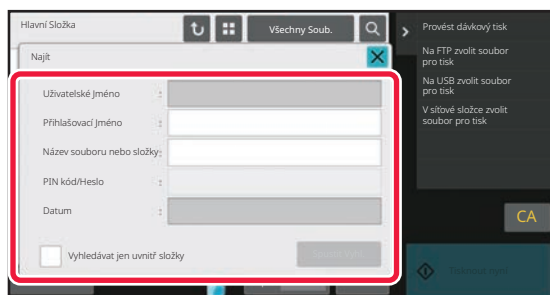 Hlavní Složka
Všechny Soub.
Najít
Uživatelské Jméno :
Přihlašovací Jméno :
Název souboru nebo složky:
PIN kód/Heslo :
Datum :
Vyhledávat jen uvnitř složky
Provést dávkový tisk
Na FTP zvolit soubor
pro tisk
Na USB zvolit soubor
pro tisk
V síťové složce zvolit
soubor pro tisk
CA